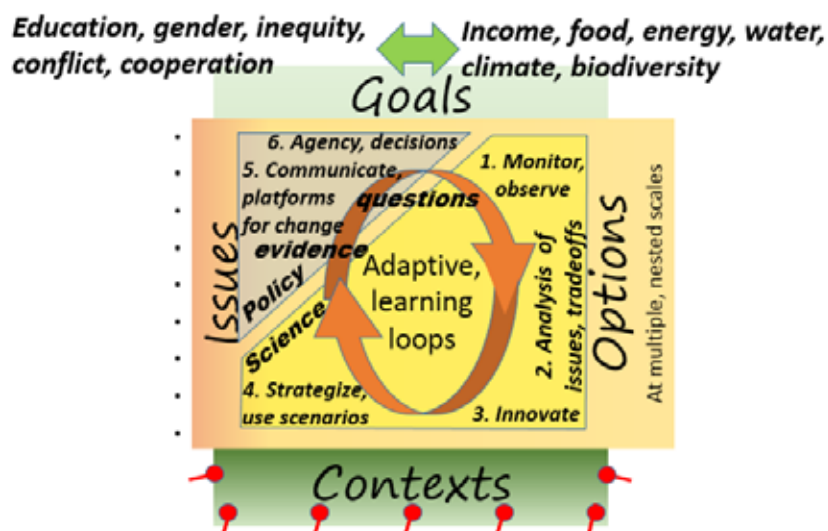 Education, gender, inequity,
conflict, cooperation
Income, food, energy, water,
climate, biodiversity
Goals
6. Agency, decisions
5. Communicate,
platforms
for change
questions
evidence
Policy
Science
1. Monitor,
observe
2. Analysis of
issues, tradeoffs
3. Innovate
4. Strategize,
use scenarios
Adaptive,
learning
loops
Issues
Options
At multiple, nested scales
Contexts